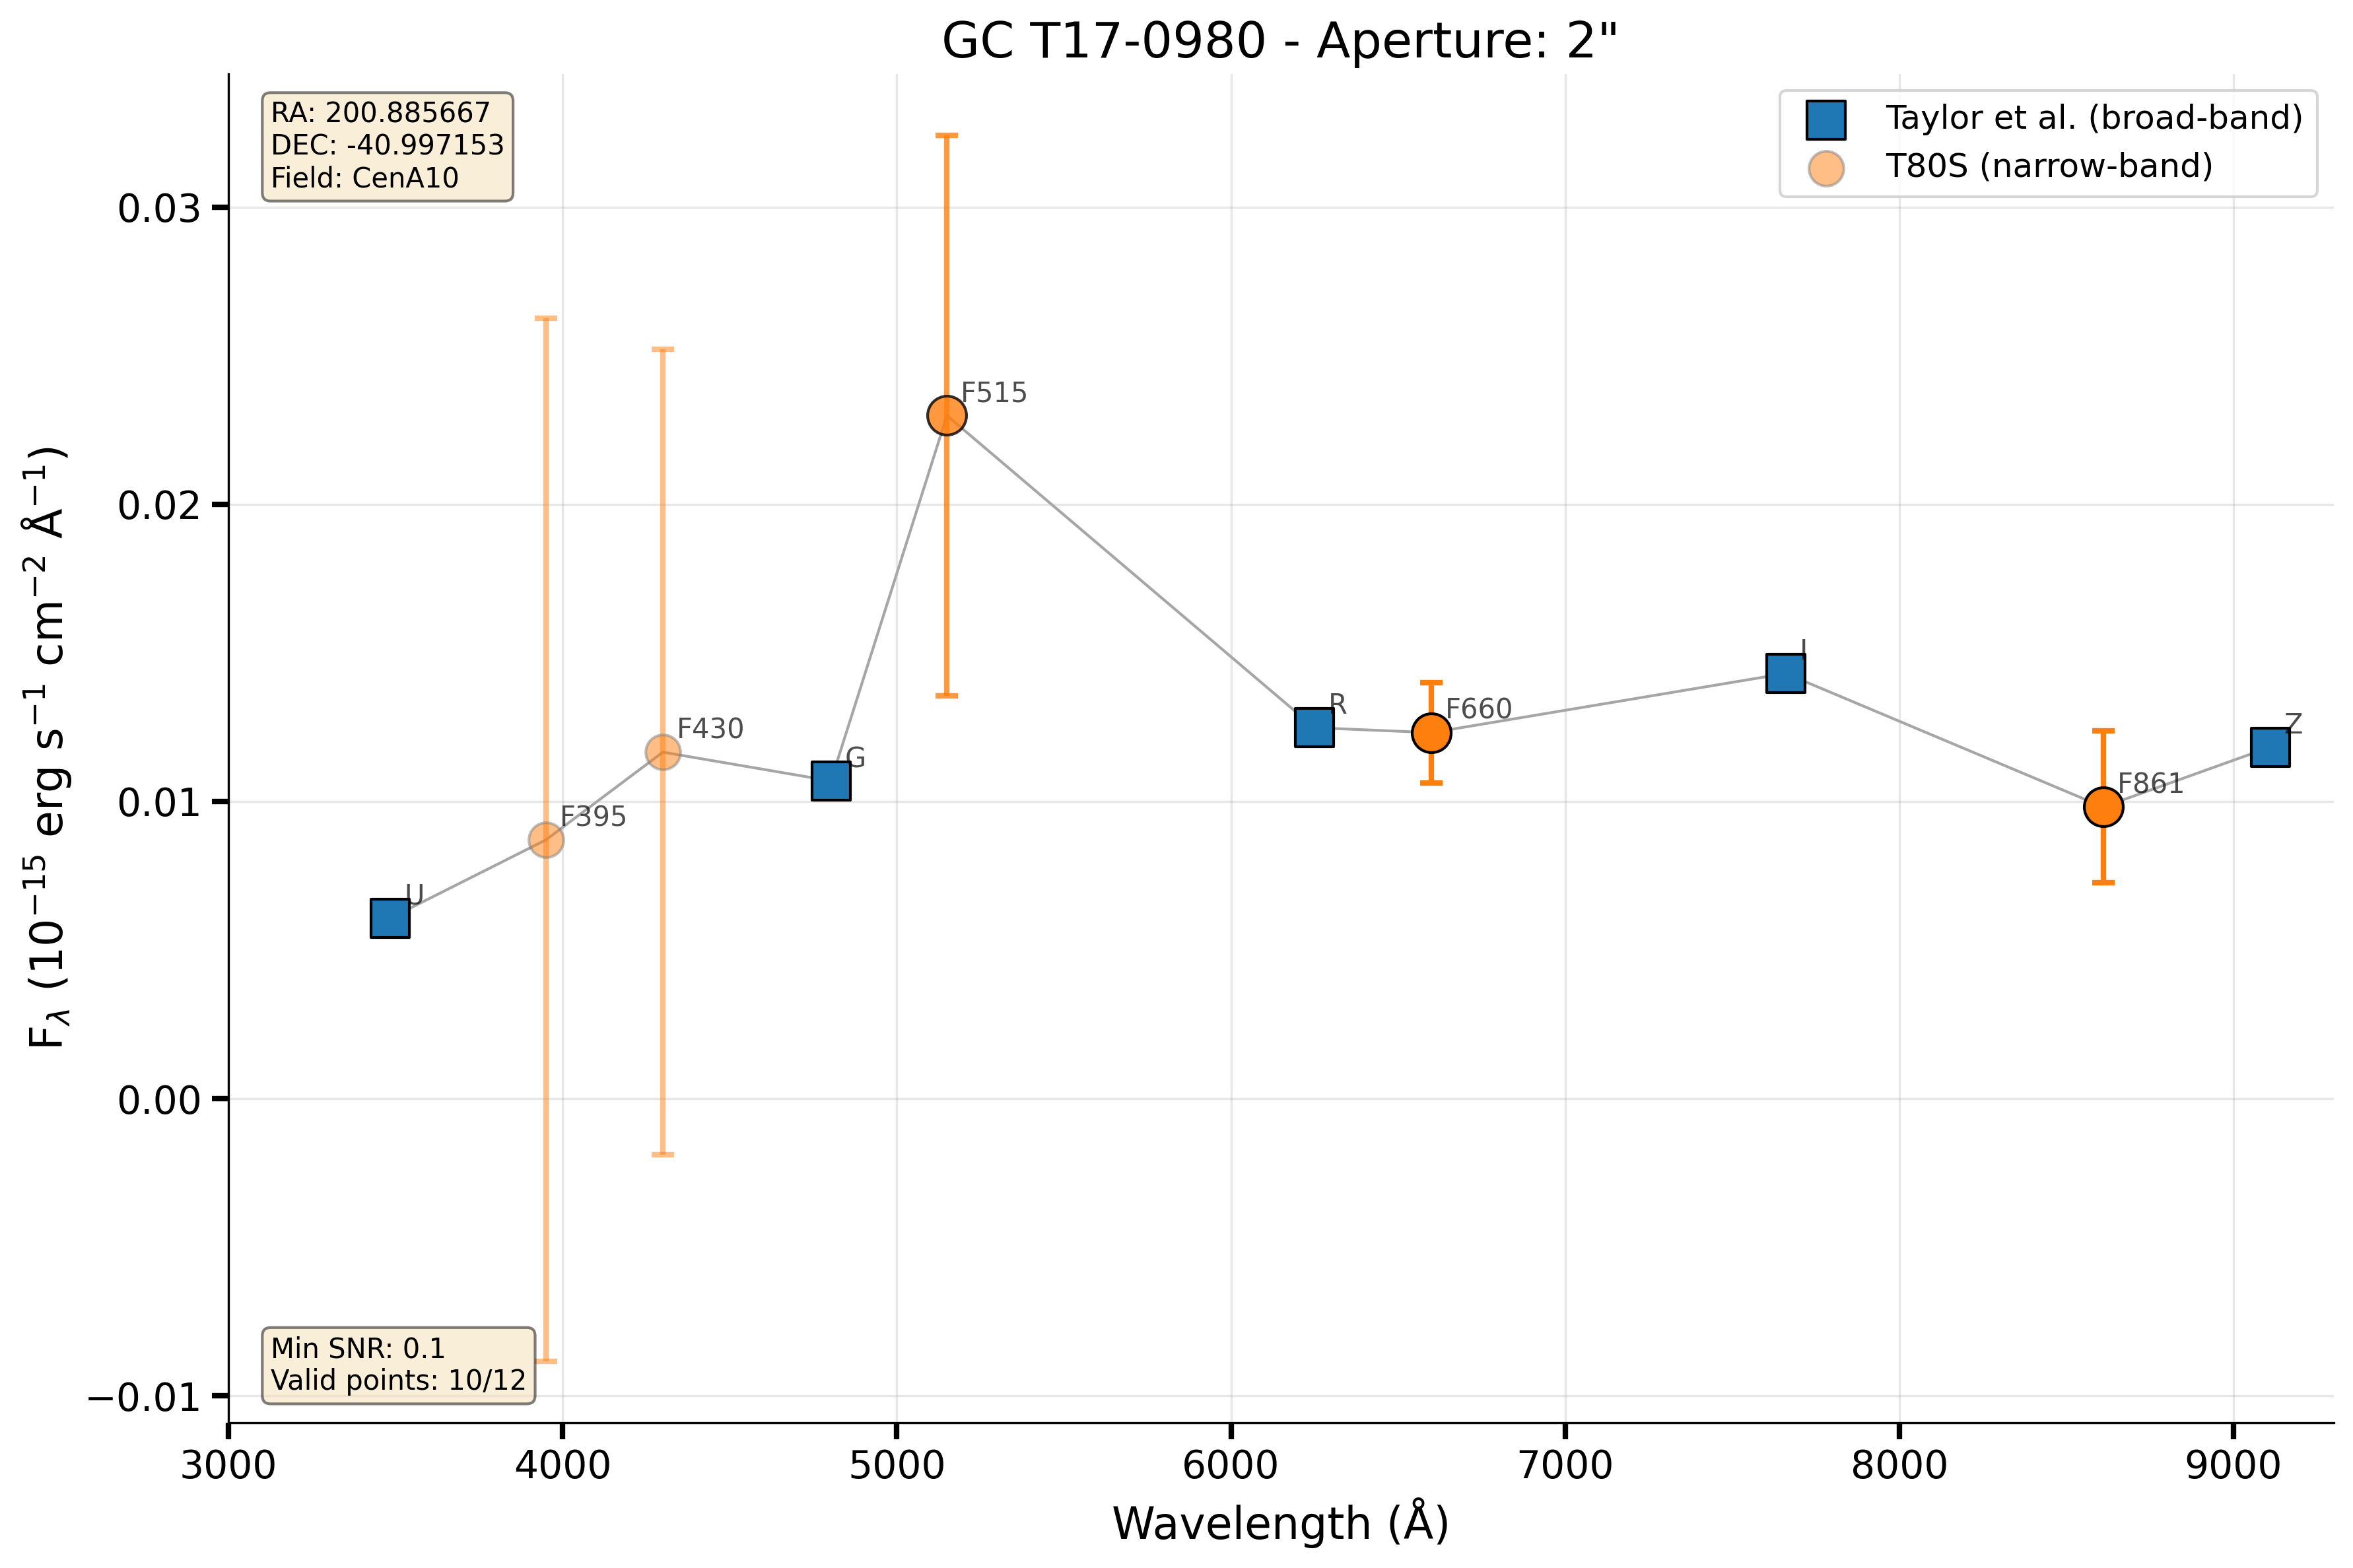 GC T17-0980 - Aperture: 2"
RA: 200.885667
DEC: -40.997153
Field: CenA10
Taylor et al. (broad-band)
T80S (narrow-band)
F515
F430
F395
U
G
R
F660
I
F861
Z
0.03
0.02
0.01
0.00
−0.01
F_λ (10⁻¹⁵ erg s⁻¹ cm⁻² Å⁻¹)
Min SNR: 0.1
Valid points: 10/12
3000 4000 5000 6000 7000 8000 9000
Wavelength (Å)